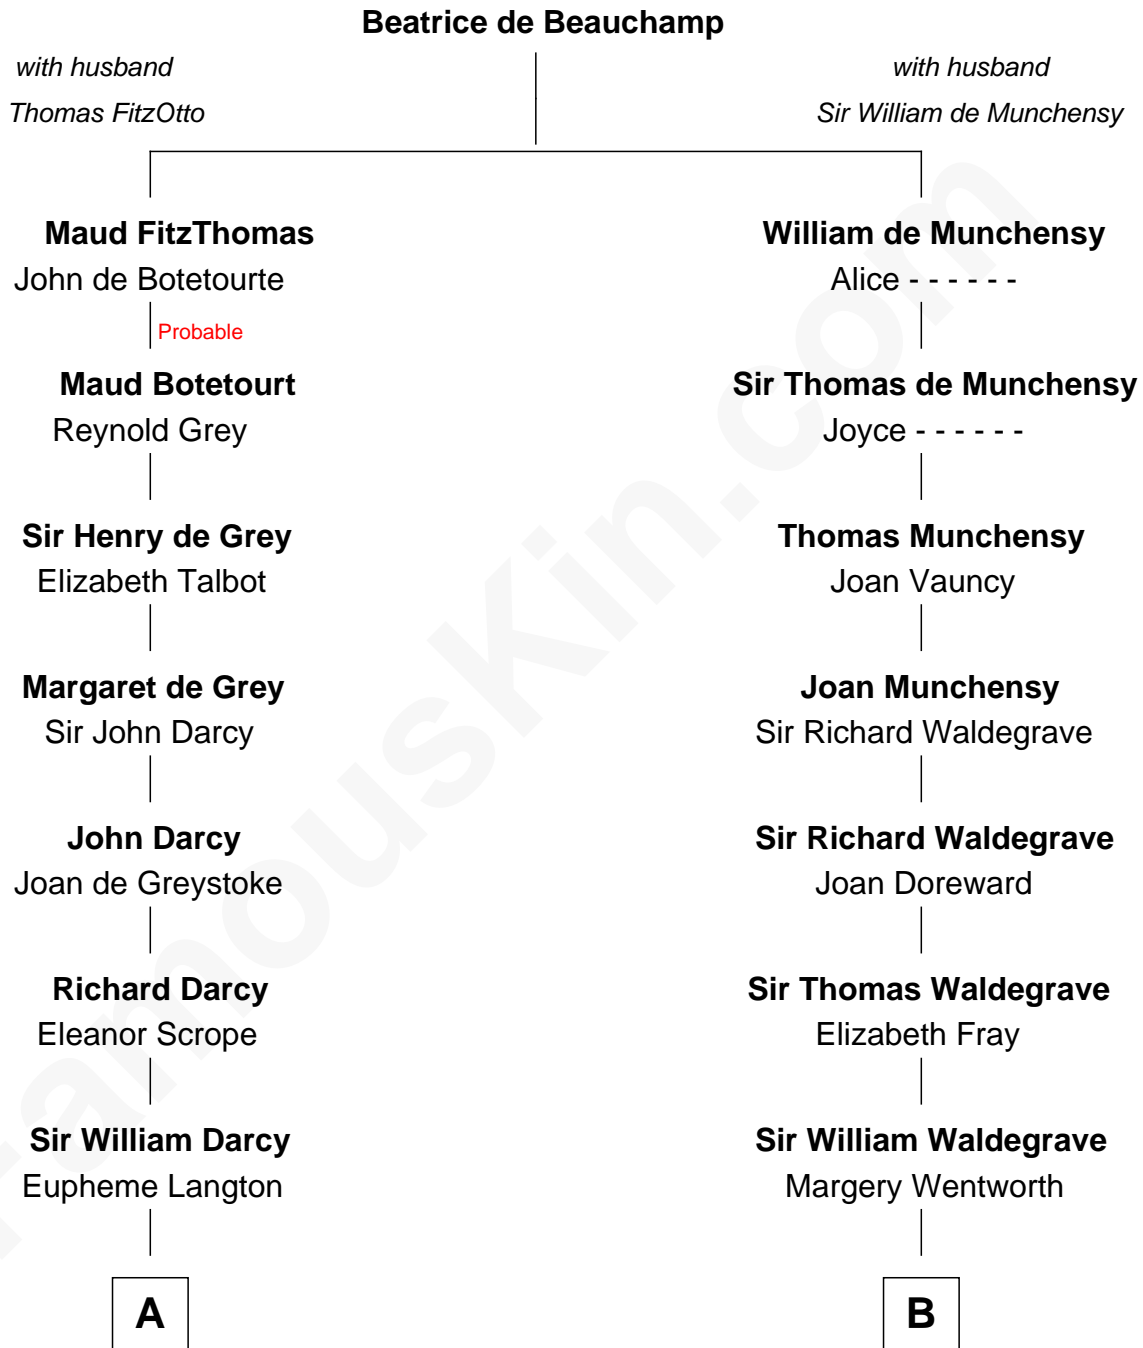 Beatrice de Beauchamp
with husband
Thomas FitzOtto
with husband
Sir William de Munchensy
Maud FitzThomas
John de Botetourte
Probable
Maud Botetourt
Reynold Grey
Sir Henry de Grey
Elizabeth Talbot
Margaret de Grey
Sir John Darcy
John Darcy
Joan de Greystoke
Richard Darcy
Eleanor Scrope
Sir William Darcy
Eupheme Langton
A
William de Munchensy
Alice - - - - - -
Sir Thomas de Munchensy
Joyce - - - - - -
Thomas Munchensy
Joan Vauncy
Joan Munchensy
Sir Richard Waldegrave
Sir Richard Waldegrave
Joan Doreward
Sir Thomas Waldegrave
Elizabeth Fray
Sir William Waldegrave
Margery Wentworth
B
FamousKin.com